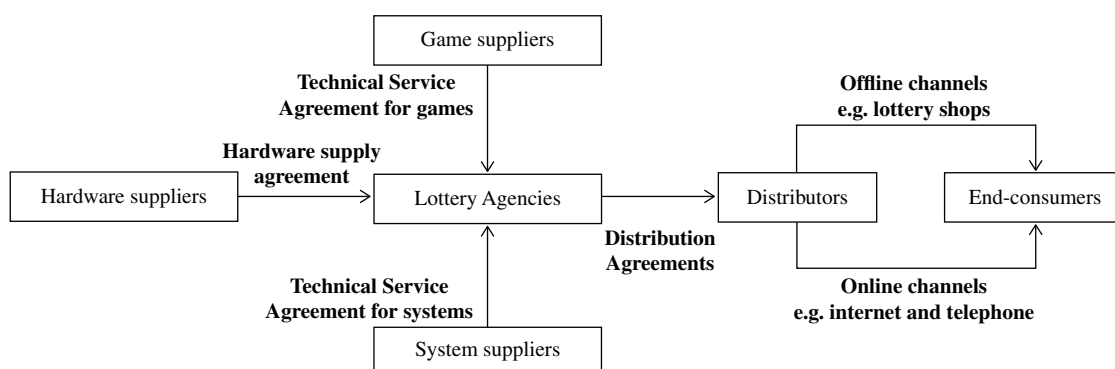 Game suppliers
Technical Service
Agreement for games
Offline channels
e.g. lottery shops
Hardware supply
agreement
Hardware suppliers
Lottery Agencies
Distributors
End-consumers
Distribution
Agreements
Technical Service
Agreement for systems
Online channels
e.g. internet and telephone
System suppliers